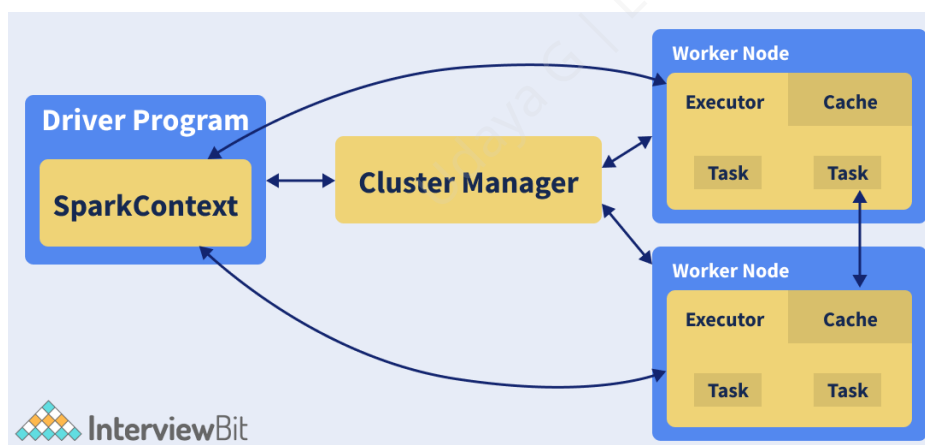 Driver Program
SparkContext
Cluster Manager
Worker Node
Executor Cache
Task Task
Worker Node
Executor Cache
Task Task
InterviewBit